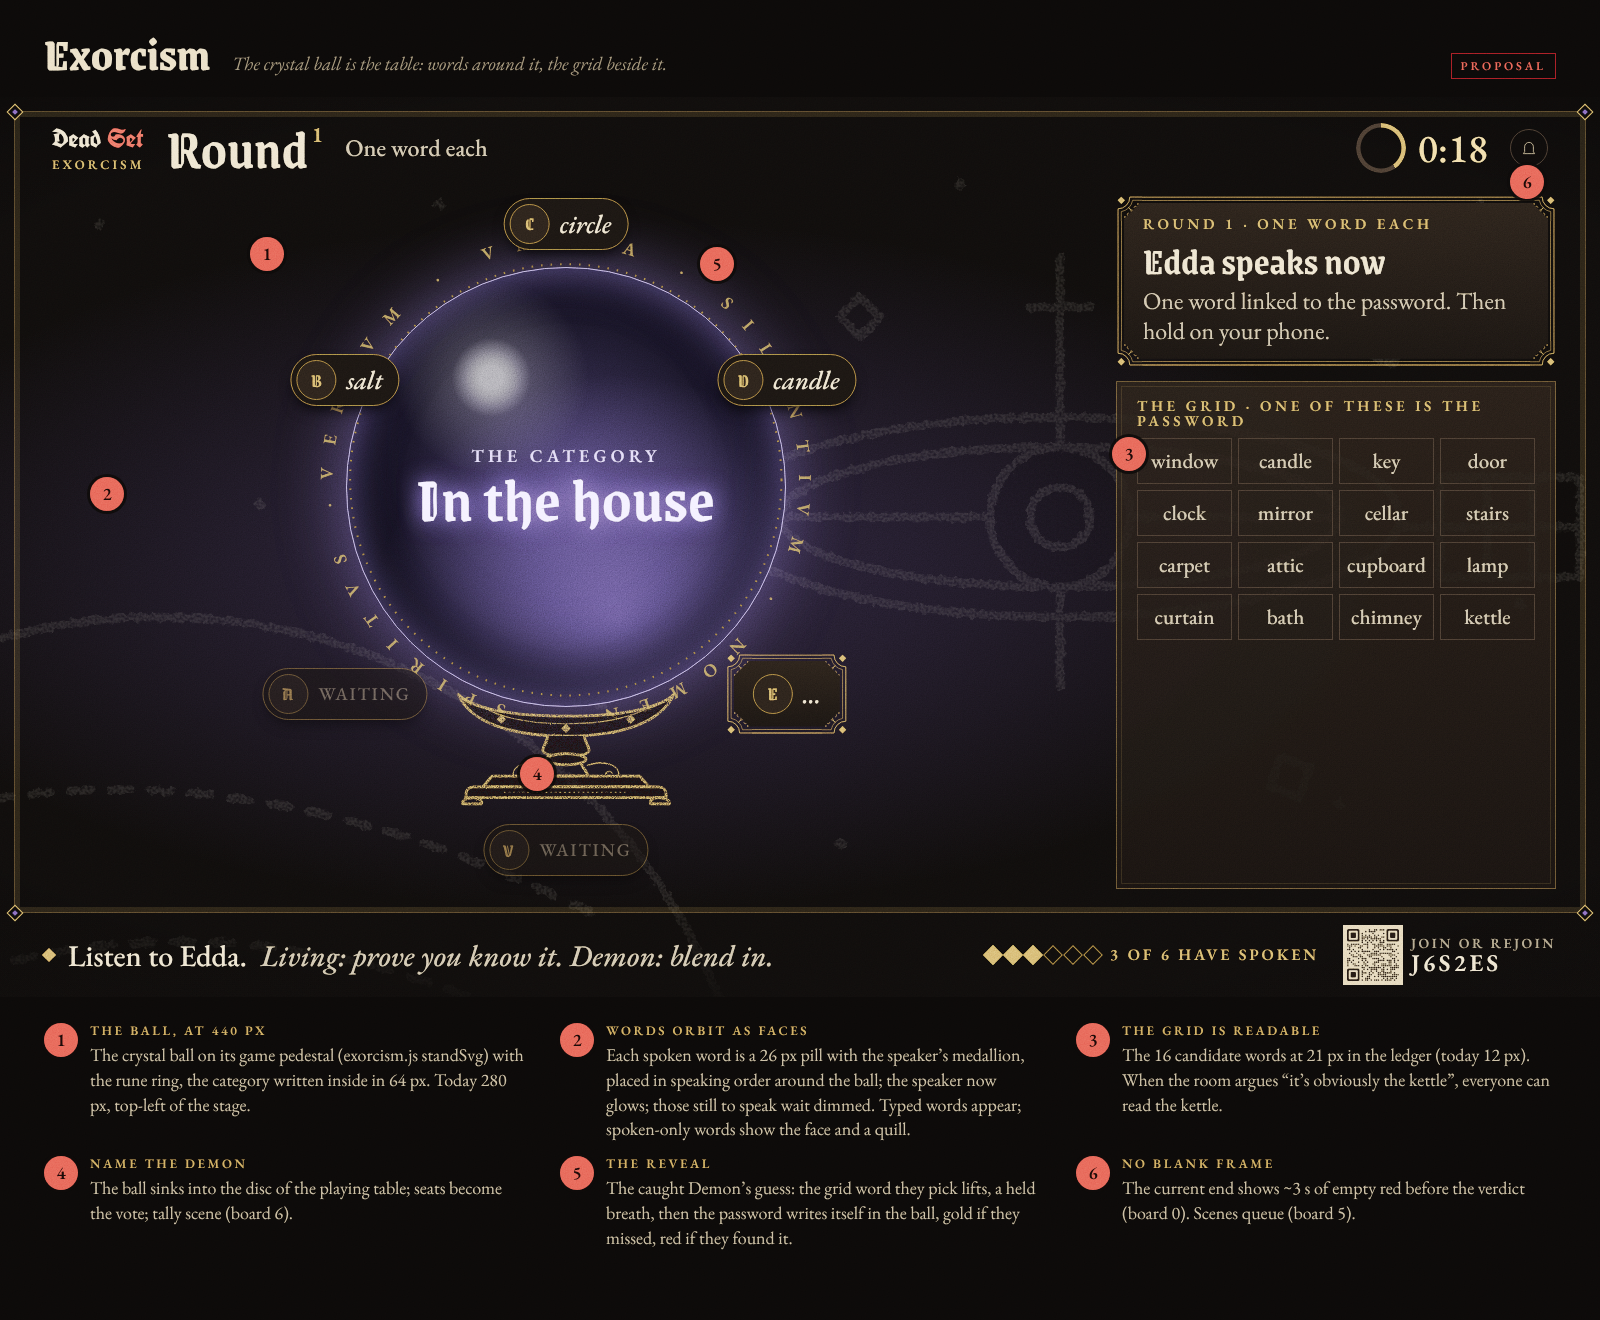 Exorcism
The crystal ball is the table: words around it, the grid beside it.
PROPOSAL
Dead Set
EXORCISM
Round 1
One word each
0:18
6
1
5
C circle
B salt
D candle
THE CATEGORY
In the house
2
A WAITING
E ...
4
V WAITING
VERVM · V A · SIL NTIVM · NOMEN SPIRITVS ·
ROUND 1 · ONE WORD EACH
Edda speaks now
One word linked to the password. Then
hold on your phone.
THE GRID · ONE OF THESE IS THE
PASSWORD
3
window candle key door
clock mirror cellar stairs
carpet attic cupboard lamp
curtain bath chimney kettle
Listen to Edda. Living: prove you know it. Demon: blend in.
3 OF 6 HAVE SPOKEN
JOIN OR REJOIN
J6S2ES
1
THE BALL, AT 440 PX
The crystal ball on its game pedestal (exorcism.js standSvg) with
the rune ring, the category written inside in 64 px. Today 280
px, top-left of the stage.
2
WORDS ORBIT AS FACES
Each spoken word is a 26 px pill with the speaker’s medallion,
placed in speaking order around the ball; the speaker now
glows; those still to speak wait dimmed. Typed words appear;
spoken-only words show the face and a quill.
3
THE GRID IS READABLE
The 16 candidate words at 21 px in the ledger (today 12 px).
When the room argues “it’s obviously the kettle”, everyone can
read the kettle.
4
NAME THE DEMON
The ball sinks into the disc of the playing table; seats become
the vote; tally scene (board 6).
5
THE REVEAL
The caught Demon’s guess: the grid word they pick lifts, a held
breath, then the password writes itself in the ball, gold if they
missed, red if they found it.
6
NO BLANK FRAME
The current end shows ~3 s of empty red before the verdict
(board 0). Scenes queue (board 5).